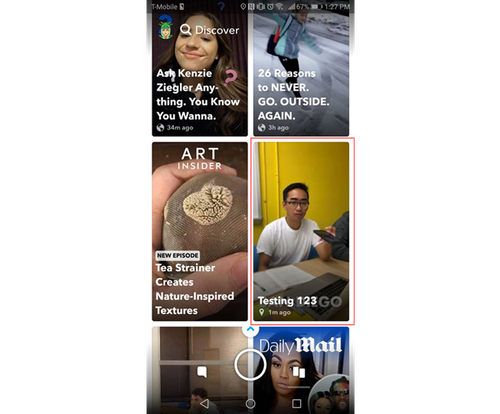 T-Mobile
67% 1:27 PM
Discover
Ask Kenzie
Ziegler Any-
thing. You Know
You Wanna.
34m ago
26 Reasons
to NEVER.
GO. OUTSIDE.
AGAIN.
3h ago
ART
INSIDER
NEW EPISODE
Tea Strainer
Creates
Nature-Inspired
Textures
Testing 123
1m ago
Daily Mail